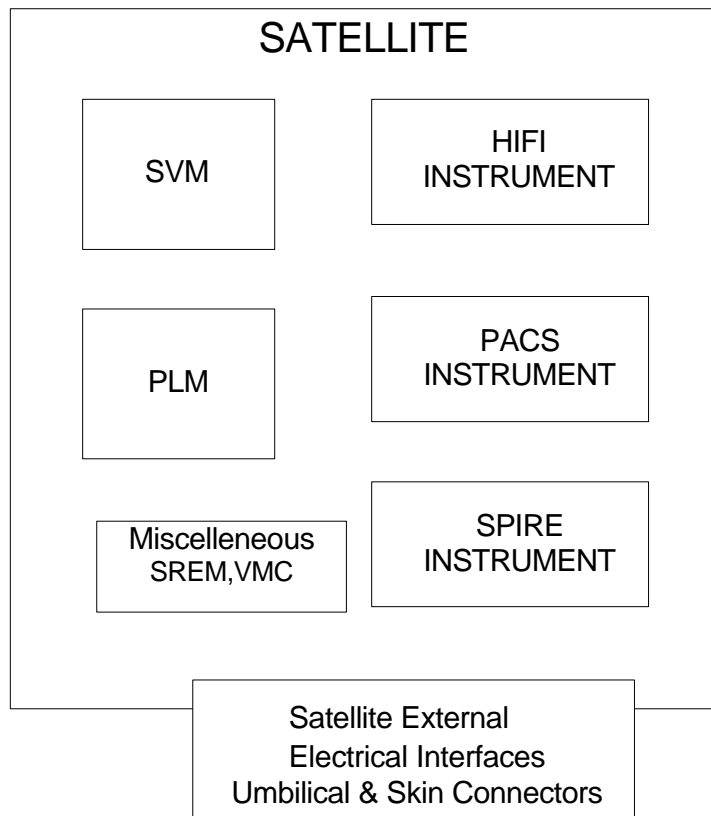 SATELLITE
SVM
HIFI
INSTRUMENT
PLM
PACS
INSTRUMENT
Miscelleneous
SREM,VMC
SPIRE
INSTRUMENT
Satellite External
Electrical Interfaces
Umbilical & Skin Connectors